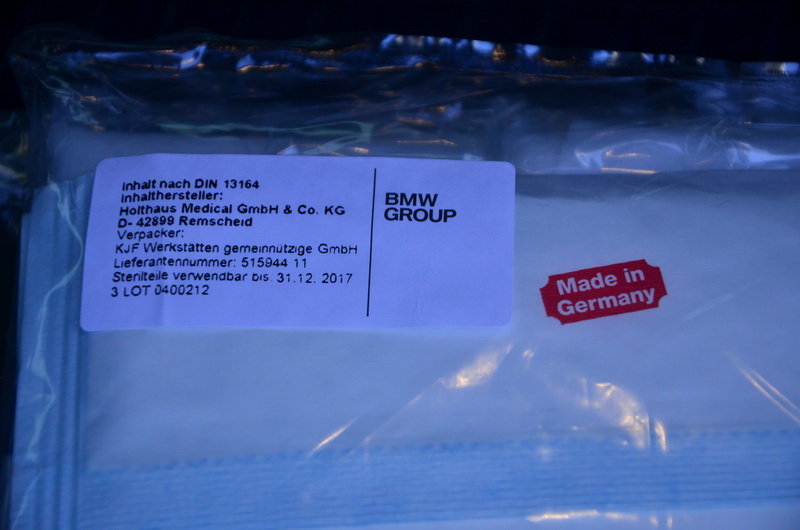 Inhalt nach DIN 13164
Inhalthersteller:
Holthaus Medical GmbH & Co. KG
D- 42899 Remscheid
Verpacker:
KJF Werkstätten gemeinnützige GmbH
Lieferantennummer: 515944 11
Sterilteile verwendbar bis 31.12. 2017
3 LOT 0400212
BMW
GROUP
Made in
Germany